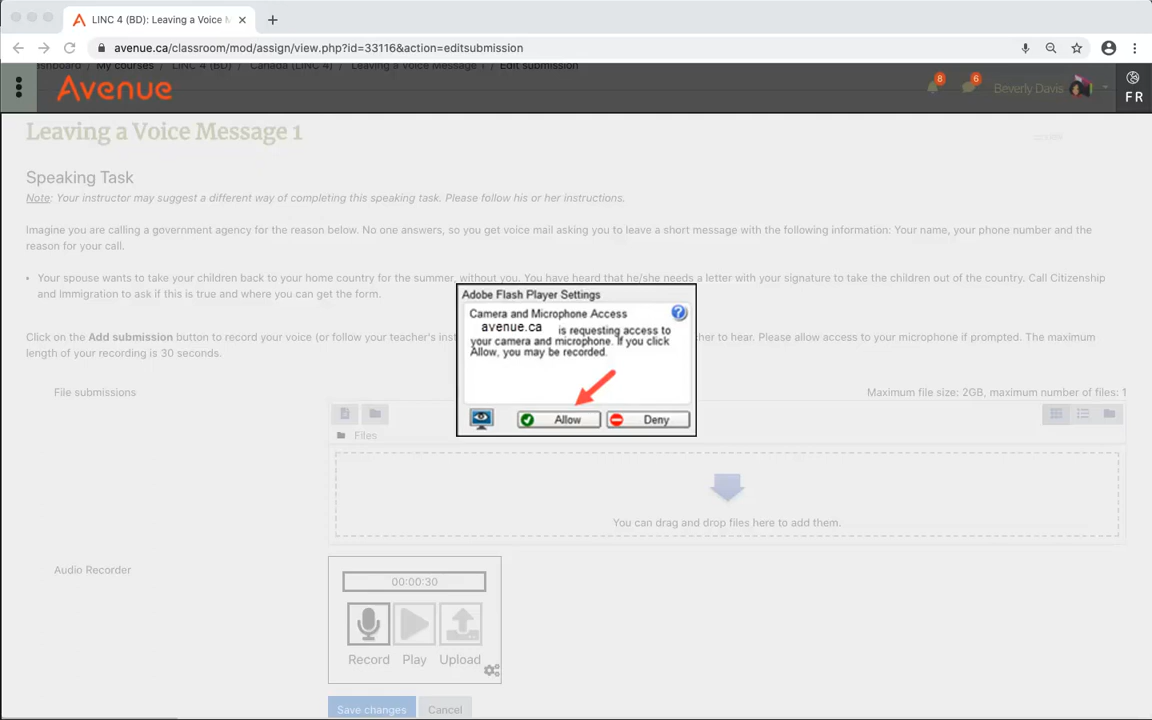 LINC 4 (BD): Leaving a Voice M
avenue.ca/classroom/mod/assign/view.php?id=33116&action=editsubmission
My courses / LINC 4 (BD) / Canada (LINC 4) / Leaving a Voice Message 1 / Edit submission
Avenue
8
6
Beverly Davis
FR
Leaving a Voice Message 1
Speaking Task
Note: Your instructor may suggest a different way of completing this speaking task. Please follow his or her instructions.
Imagine you are calling a government agency for the reason below. No one answers, so you get voice mail asking you to leave a short message with the following information: Your name, your phone number and the
reason for your call.
• Your spouse wants to take your children back to your home country for the summer, without you. You have heard that he/she needs a letter with your signature to take the children out of the country. Call Citizenship
and Immigration to ask if this is true and where you can get the form.
Click on the Add submission button to record your voice (or follow your teacher's inst
her to hear. Please allow access to your microphone if prompted. The maximum
length of your recording is 30 seconds.
Adobe Flash Player Settings
Camera and Microphone Access
avenue.ca is requesting access to
your camera and microphone. If you click
Allow, you may be recorded.
?
Allow
Deny
File submissions
Maximum file size: 2GB, maximum number of files: 1
Files
You can drag and drop files here to add them.
Audio Recorder
00:00:30
Record
Play
Upload
Save changes
Cancel